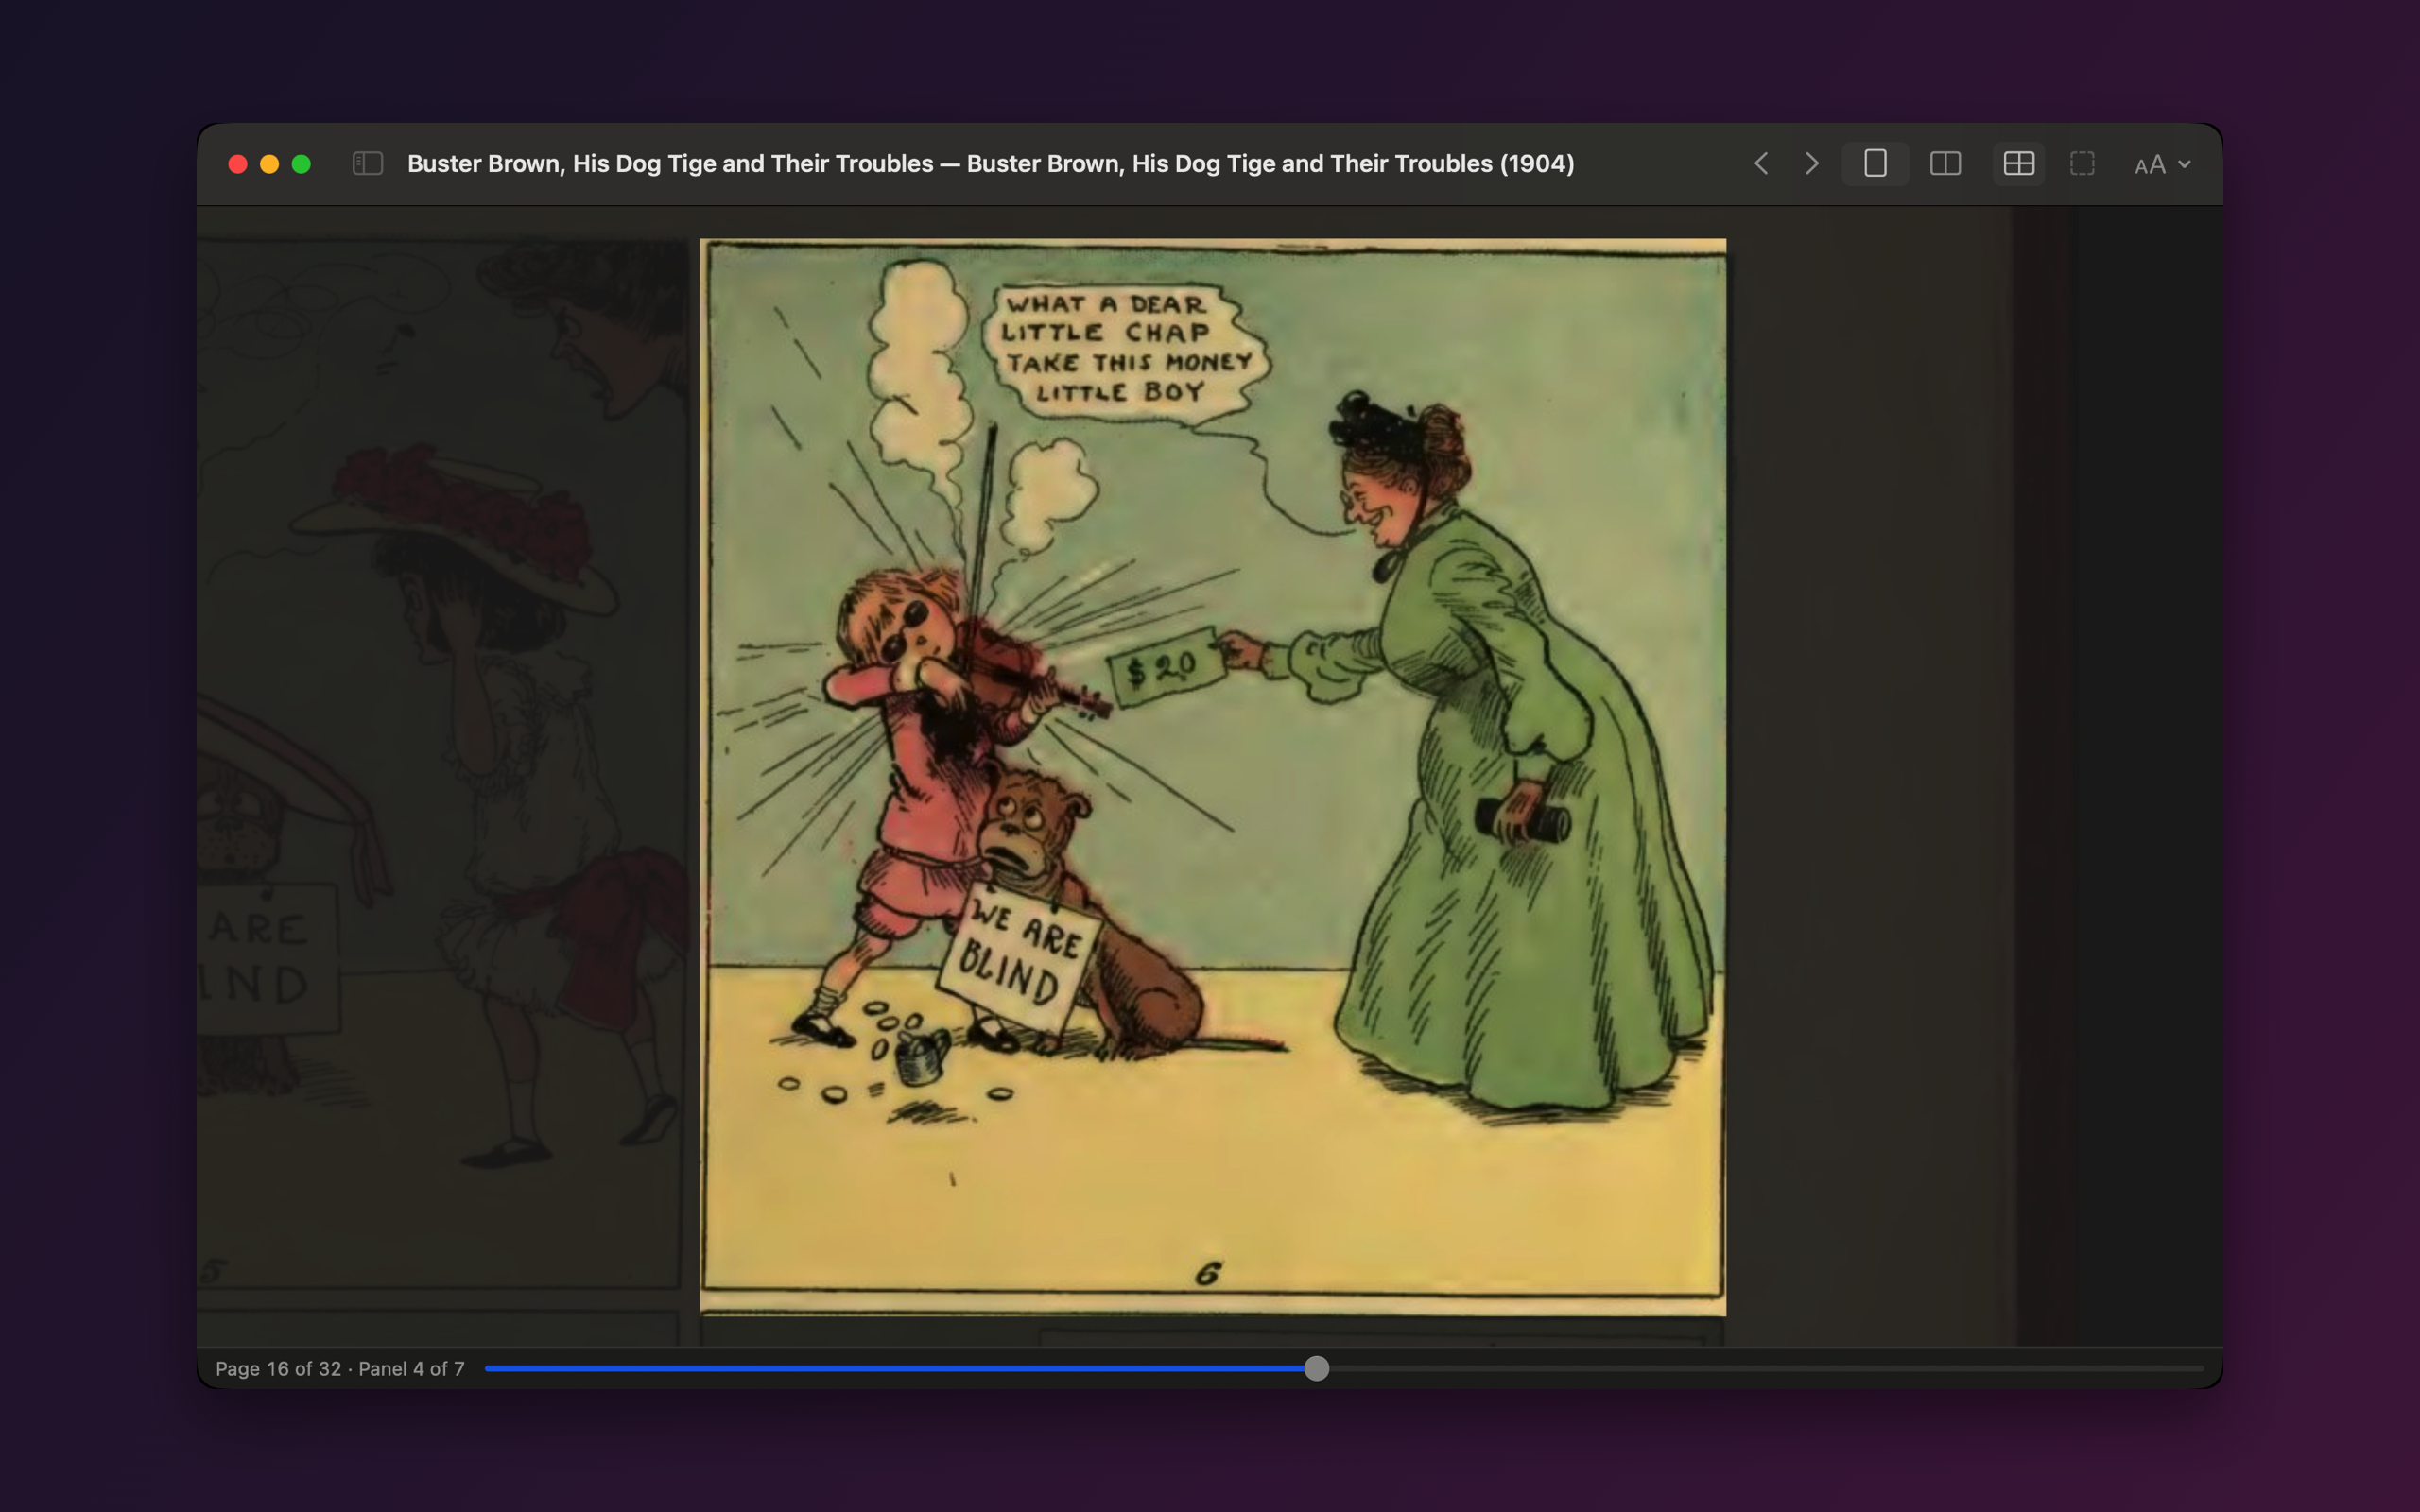 Buster Brown, His Dog Tige and Their Troubles — Buster Brown, His Dog Tige and Their Troubles (1904)
AA
WHAT A DEAR
LITTLE CHAP
TAKE THIS MONEY
LITTLE BOY
$ 20
WE ARE
BLIND
6
ARE
IND
5
Page 16 of 32 · Panel 4 of 7